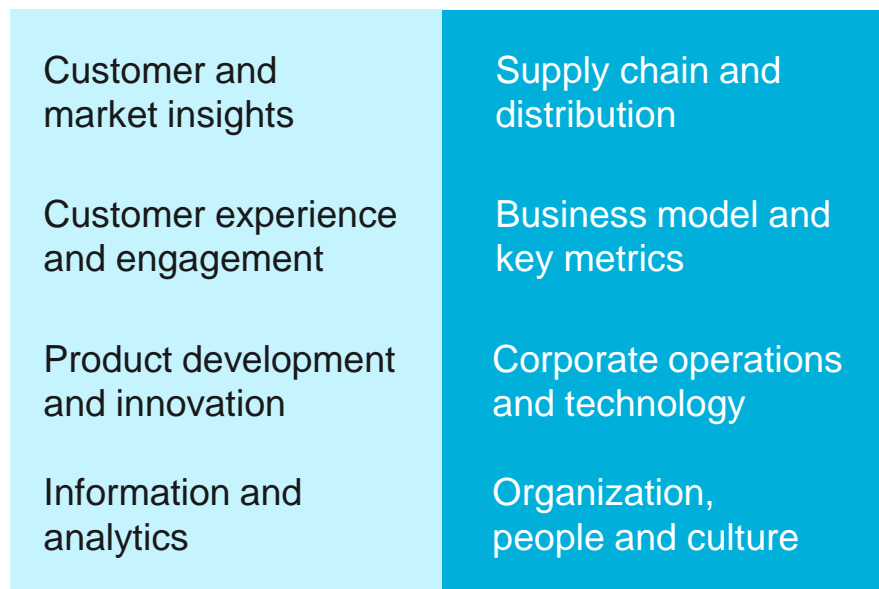 Customer and
market insights
Customer experience
and engagement
Product development
and innovation
Information and
analytics
Supply chain and
distribution
Business model and
key metrics
Corporate operations
and technology
Organization,
people and culture